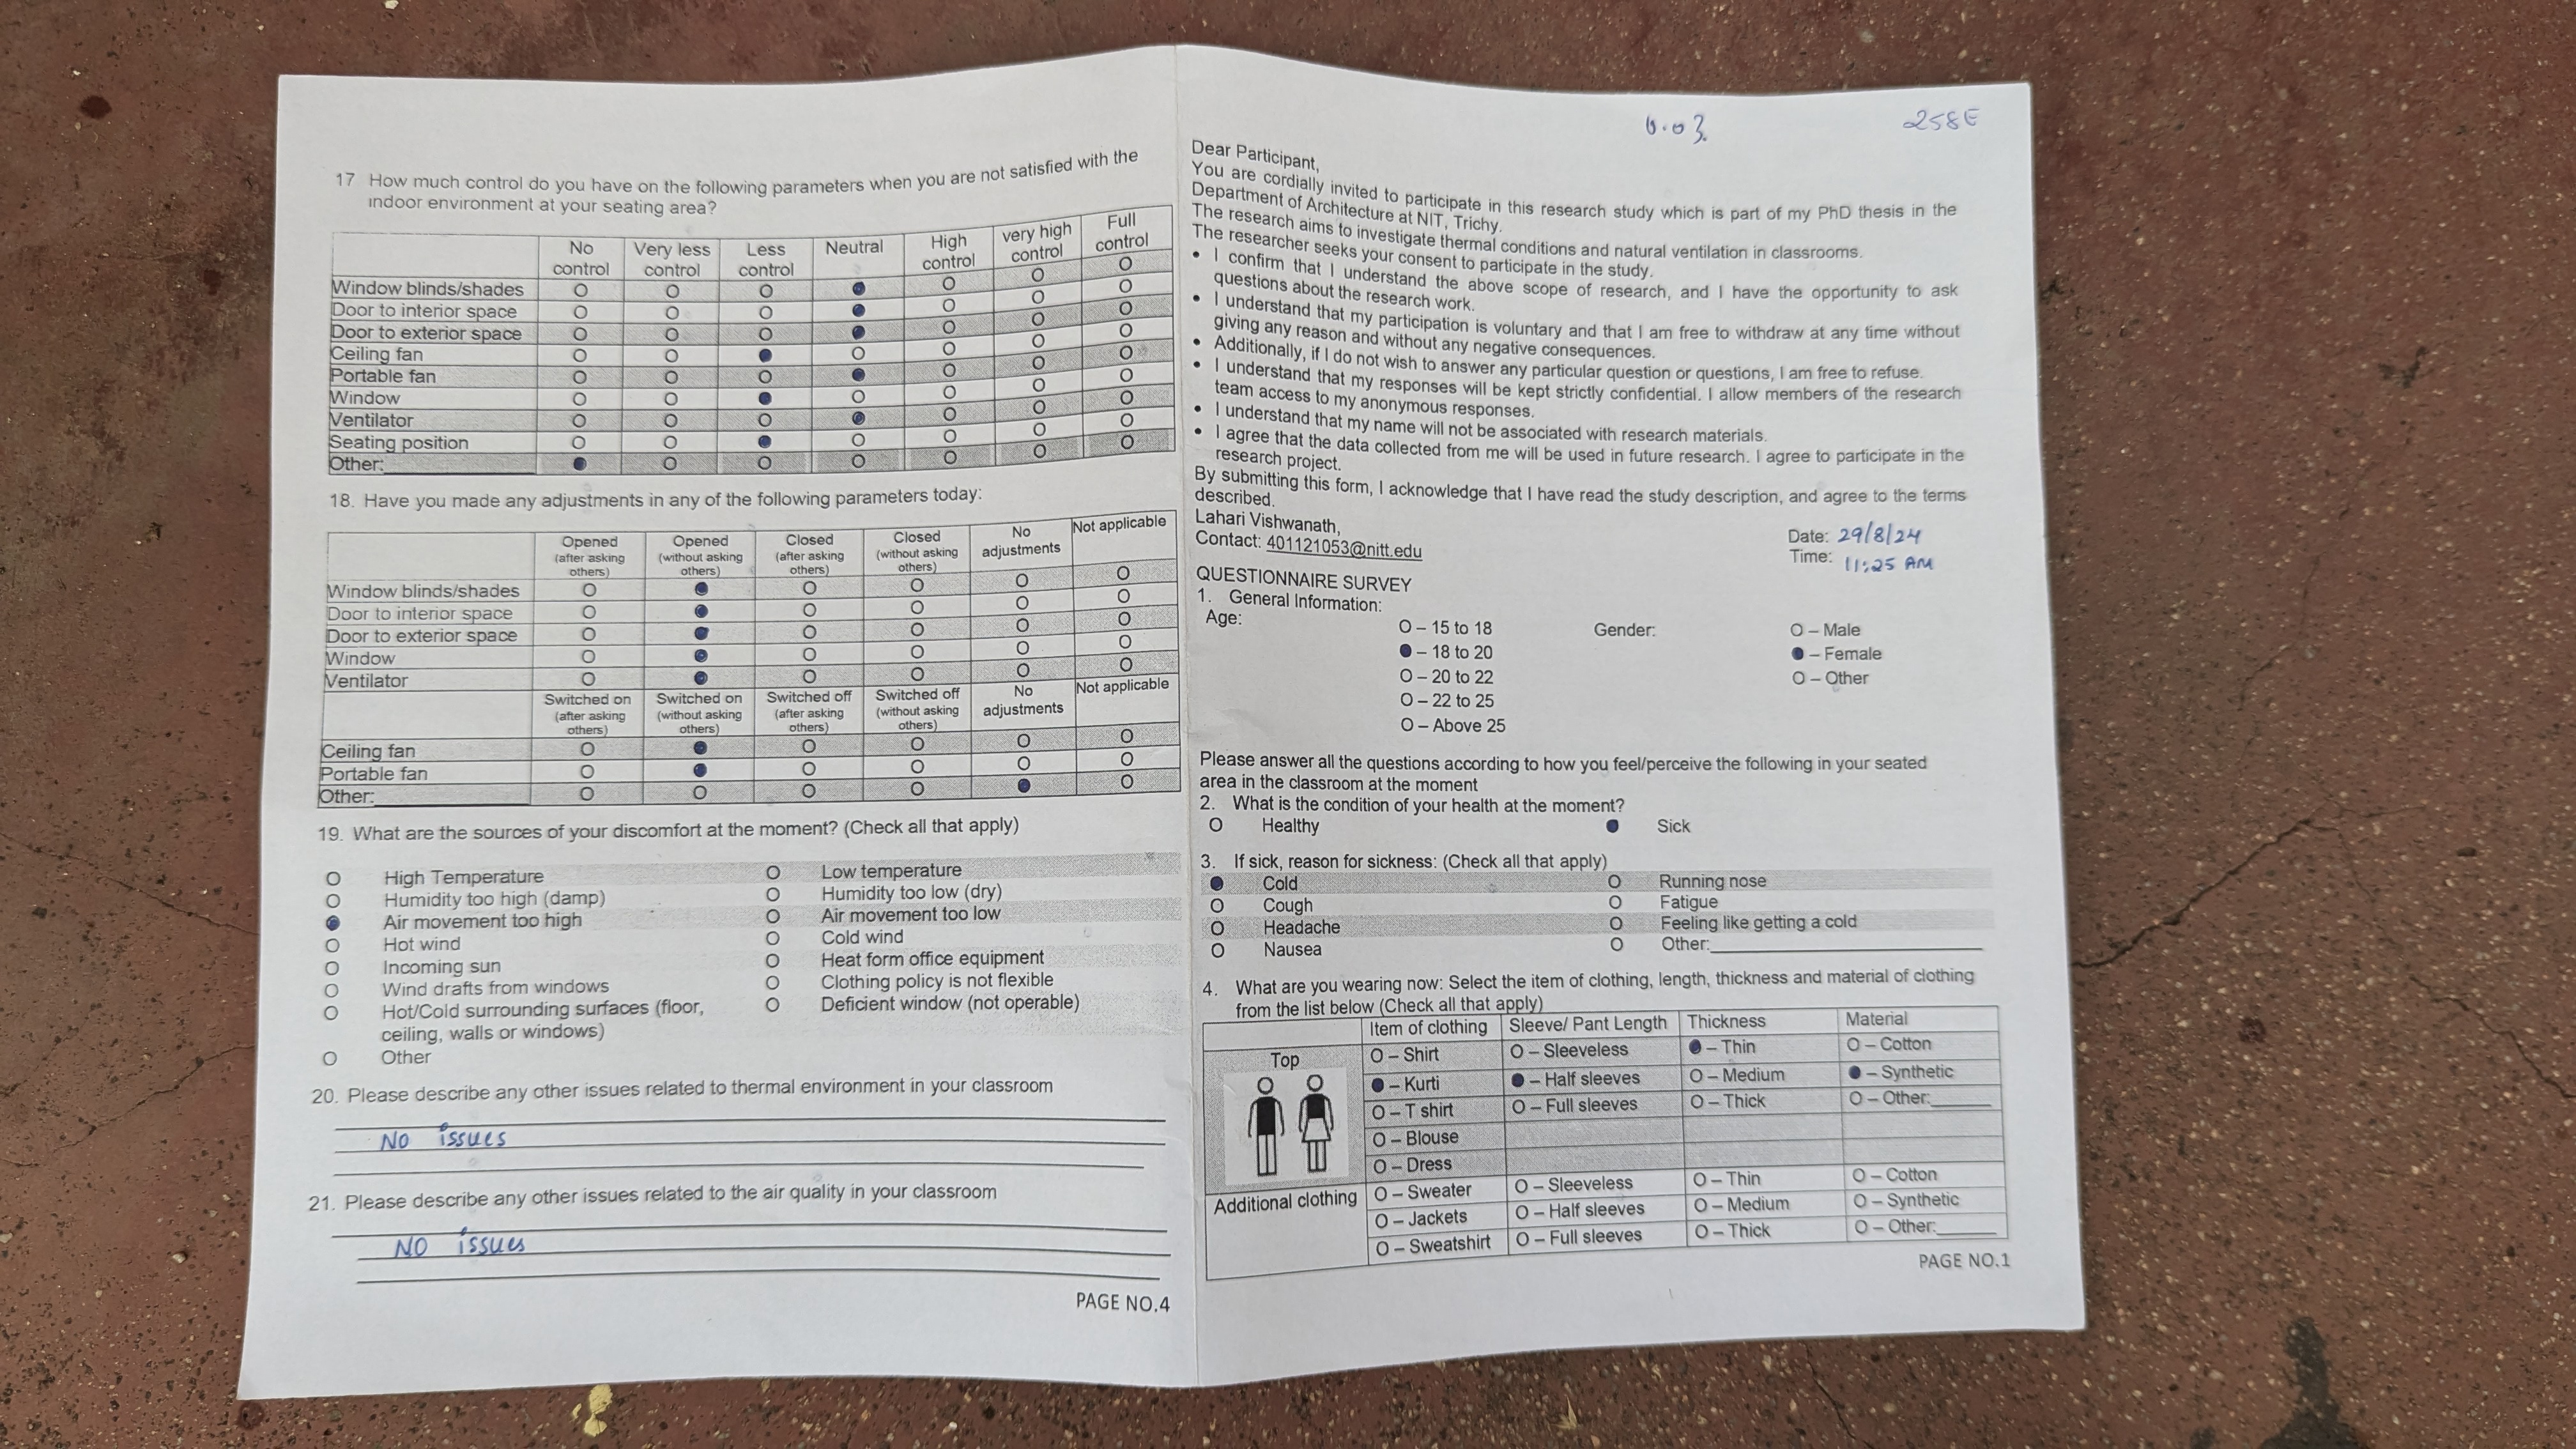 17 How much control do you have on the following parameters when you are not satisfied with the
indoor environment at your seating area?
No control Very less control Less control Neutral High control very high control Full control
Window blinds/shades O O O ● O O O
Door to interior space O O O ● O O O
Door to exterior space O O O ● O O O
Ceiling fan O O ● O O O O
Portable fan O O O ● O O O
Window O O ● O O O O
Ventilator O O O ● O O O
Seating position O O ● O O O O
Other: ● O O O O O O
18. Have you made any adjustments in any of the following parameters today:
Opened (after asking others) Opened (without asking others) Closed (after asking others) Closed (without asking others) No adjustments Not applicable
Window blinds/shades O ● O O O O
Door to interior space O ● O O O O
Door to exterior space O ● O O O O
Window O ● O O O O
Ventilator O ● O O O O
Switched on (after asking others) Switched on (without asking others) Switched off (after asking others) Switched off (without asking others) No adjustments Not applicable
Ceiling fan O ● O O O O
Portable fan O ● O O O O
Other: O O O O ● O
19. What are the sources of your discomfort at the moment? (Check all that apply)
O High Temperature O Low temperature
O Humidity too high (damp) O Humidity too low (dry)
● Air movement too high O Air movement too low
O Hot wind O Cold wind
O Incoming sun O Heat form office equipment
O Wind drafts from windows O Clothing policy is not flexible
O Hot/Cold surrounding surfaces (floor, O Deficient window (not operable)
ceiling, walls or windows)
O Other
20. Please describe any other issues related to thermal environment in your classroom
No issues
21. Please describe any other issues related to the air quality in your classroom
No issues
PAGE NO.4
0.03. 258E
Dear Participant,
You are cordially invited to participate in this research study which is part of my PhD thesis in the
Department of Architecture at NIT, Trichy.
The research aims to investigate thermal conditions and natural ventilation in classrooms.
The researcher seeks your consent to participate in the study.
• I confirm that I understand the above scope of research, and I have the opportunity to ask
questions about the research work.
• I understand that my participation is voluntary and that I am free to withdraw at any time without
giving any reason and without any negative consequences.
• Additionally, if I do not wish to answer any particular question or questions, I am free to refuse.
• I understand that my responses will be kept strictly confidential. I allow members of the research
team access to my anonymous responses.
• I understand that my name will not be associated with research materials.
• I agree that the data collected from me will be used in future research. I agree to participate in the
research project.
By submitting this form, I acknowledge that I have read the study description, and agree to the terms
described.
Lahari Vishwanath,
Contact: 401121053@nitt.edu
Date: 29/8/24
Time: 11:25 AM
QUESTIONNAIRE SURVEY
1. General Information:
Age: O – 15 to 18 Gender: O – Male
● – 18 to 20 ● – Female
O – 20 to 22 O – Other
O – 22 to 25
O – Above 25
Please answer all the questions according to how you feel/perceive the following in your seated
area in the classroom at the moment
2. What is the condition of your health at the moment?
O Healthy ● Sick
3. If sick, reason for sickness: (Check all that apply)
● Cold O Running nose
O Cough O Fatigue
O Headache O Feeling like getting a cold
O Nausea O Other:
4. What are you wearing now: Select the item of clothing, length, thickness and material of clothing
from the list below (Check all that apply)
Item of clothing Sleeve/ Pant Length Thickness Material
Top O – Shirt O – Sleeveless ● – Thin O – Cotton
● – Kurti ● – Half sleeves O – Medium ● – Synthetic
O – T shirt O – Full sleeves O – Thick O – Other:
O – Blouse
O – Dress
Additional clothing O – Sweater O – Sleeveless O – Thin O – Cotton
O – Jackets O – Half sleeves O – Medium O – Synthetic
O – Sweatshirt O – Full sleeves O – Thick O – Other:
PAGE NO.1